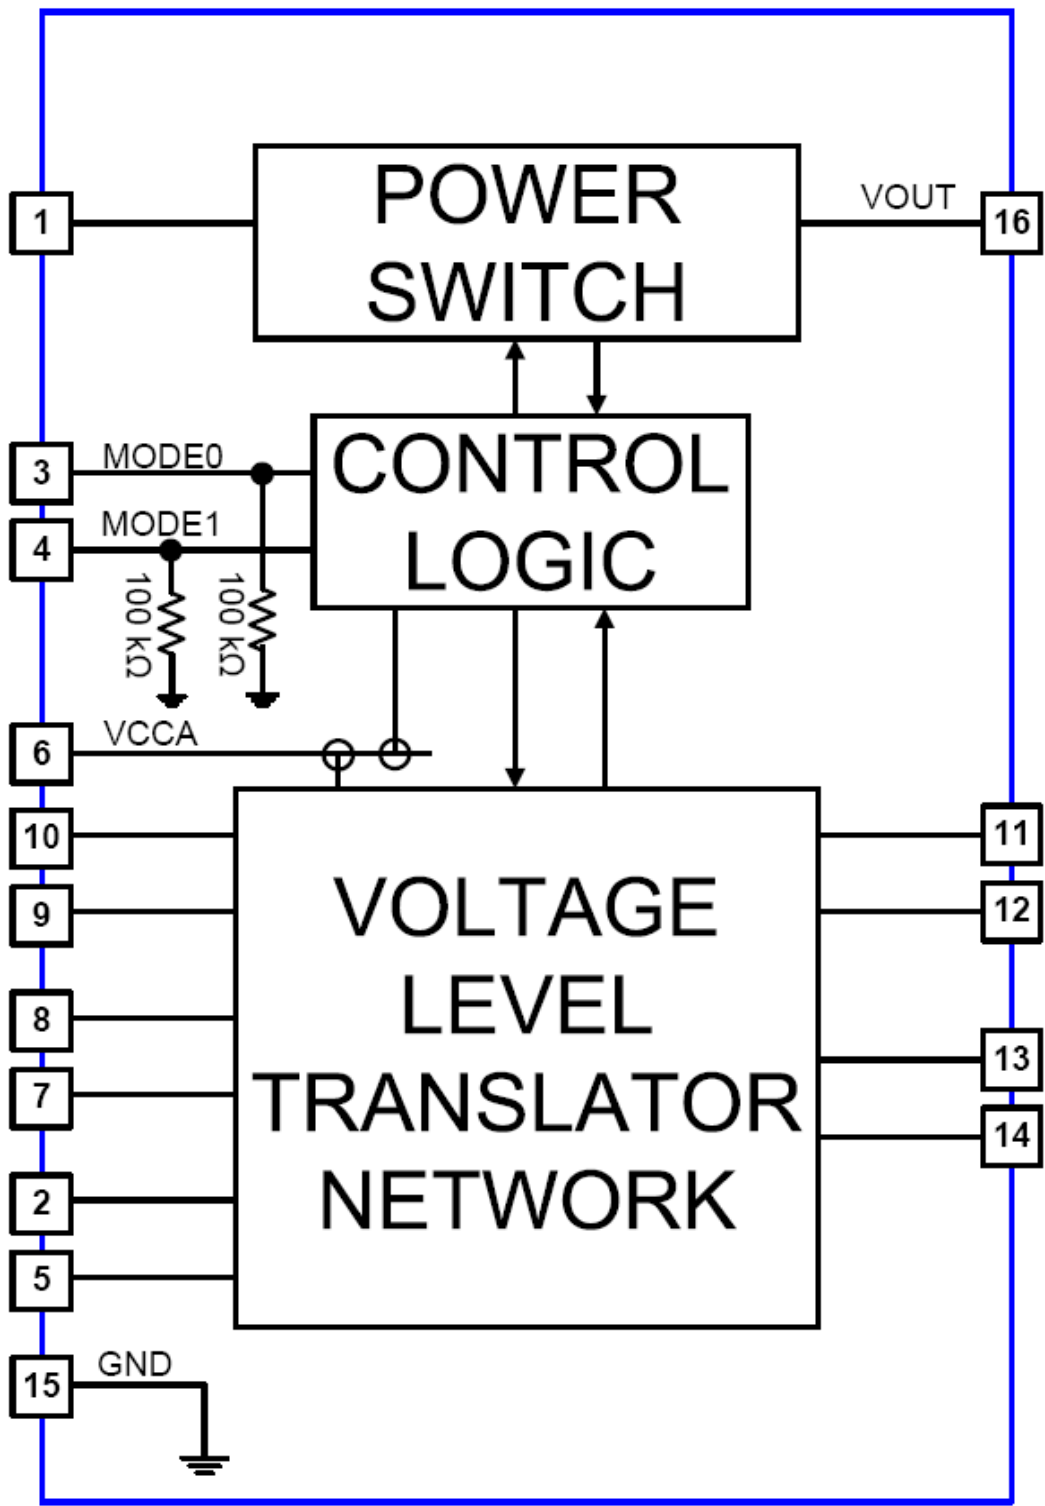 POWER
SWITCH
1
VOUT
16
CONTROL
LOGIC
3
MODE0
4
MODE1
100 kΩ
100 kΩ
6
VCCA
10
9
8
7
2
5
VOLTAGE
LEVEL
TRANSLATOR
NETWORK
11
12
13
14
15
GND